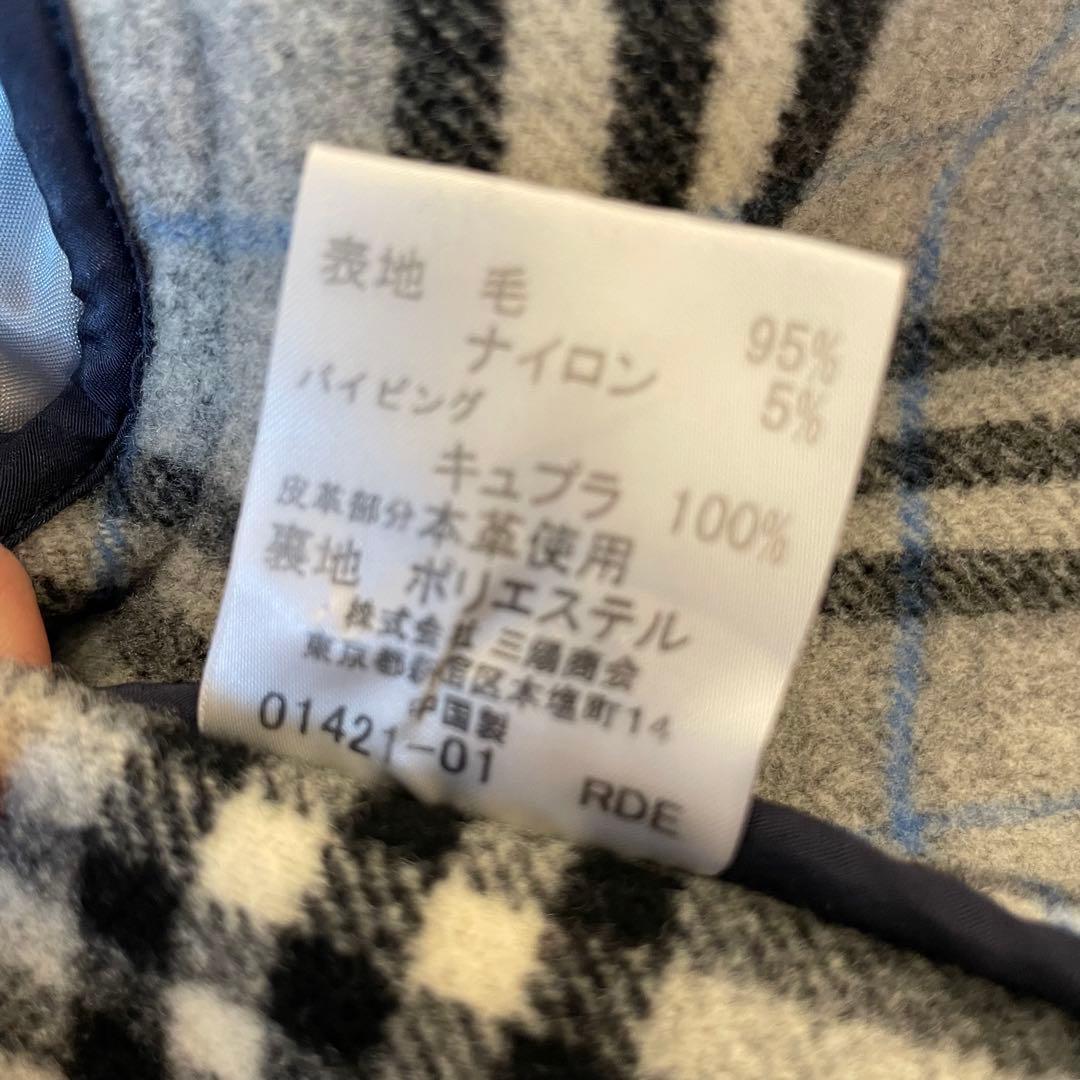 表地 毛 95%
ナイロン 5%
パイピング
キュプラ 100%
皮革部分 本革使用
裏地 ポリエステル
株式会社 三陽商会
東京都新宿区本塩町14
中国製
01421-01 RDE